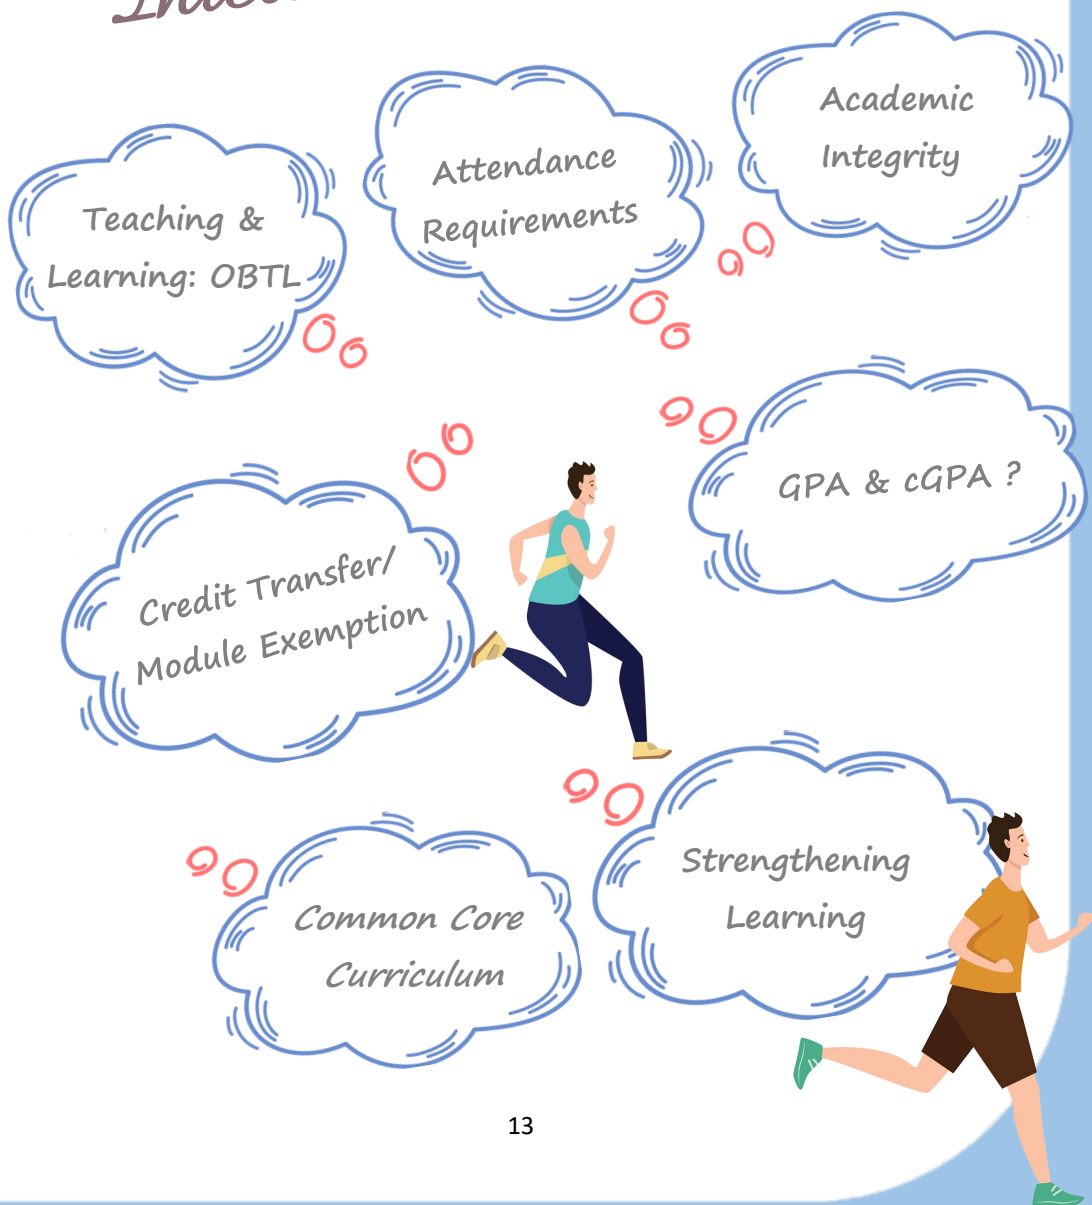 Academic
Integrity
Attendance
Requirements
Teaching &
Learning: OBTL
GPA & cGPA ?
Credit Transfer/
Module Exemption
Strengthening
Learning
Common Core
Curriculum
13